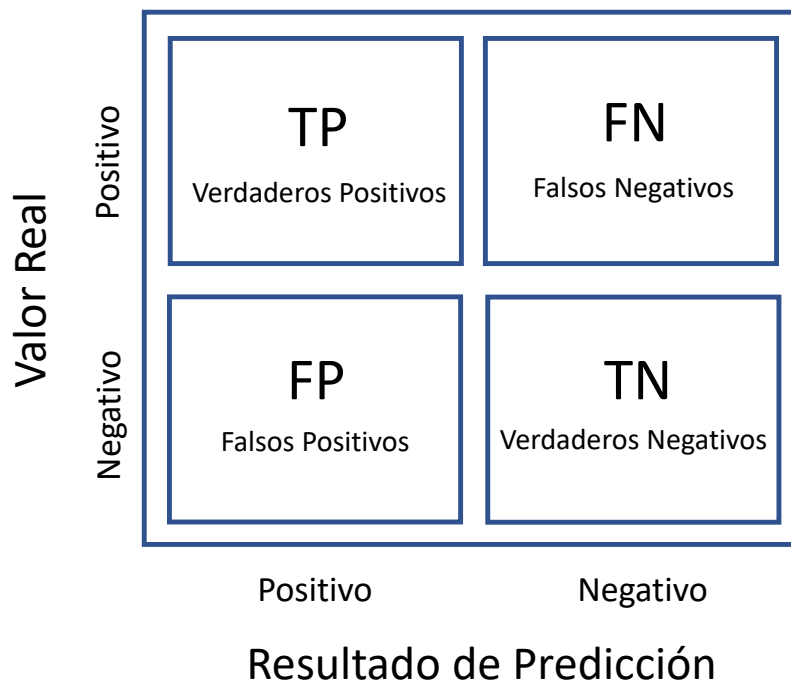 Valor Real
Positivo
TP
Verdaderos Positivos
FN
Falsos Negativos
Negativo
FP
Falsos Positivos
TN
Verdaderos Negativos
Positivo
Negativo
Resultado de Predicción